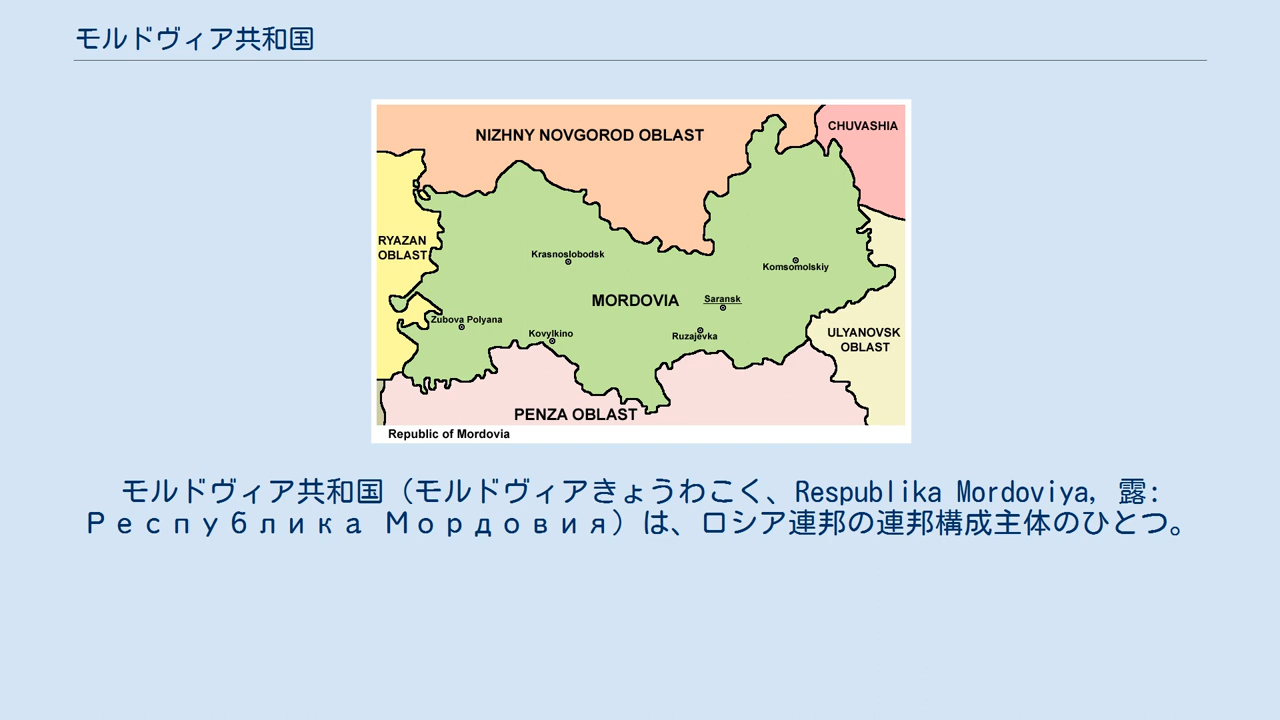 モルドヴィア共和国
NIZHNY NOVGOROD OBLAST
CHUVASHIA
RYAZAN
OBLAST
Krasnoslobodsk
Komsomolskiy
MORDOVIA
Saransk
Zubova Polyana
Kovylkino
Ruzajevka
ULYANOVSK
OBLAST
PENZA OBLAST
Republic of Mordovia
モルドヴィア共和国（モルドヴィアきょうわこく、Respublika Mordoviya, 露:
Республика Мордовия）は、ロシア連邦の連邦構成主体のひとつ。